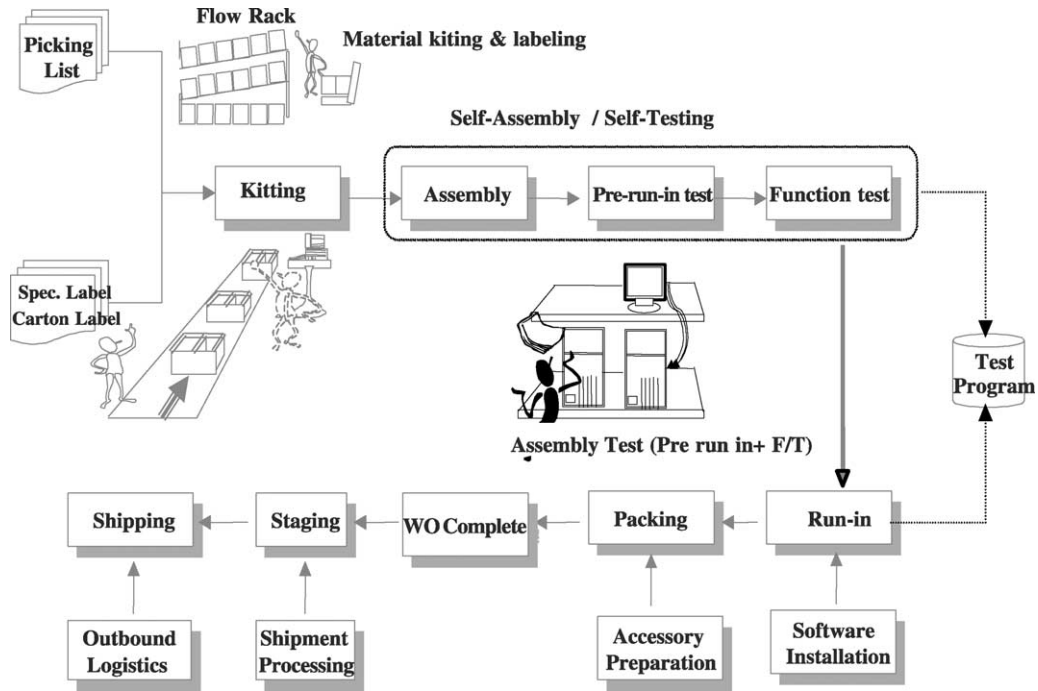 Flow Rack
Picking
List
Material kiting & labeling
Self-Assembly / Self-Testing
Kitting
Assembly
Pre-run-in test
Function test
Spec. Label
Carton Label
Test
Program
Assembly Test (Pre run in+ F/T)
Shipping
Staging
WO Complete
Packing
Run-in
Outbound
Logistics
Shipment
Processing
Accessory
Preparation
Software
Installation